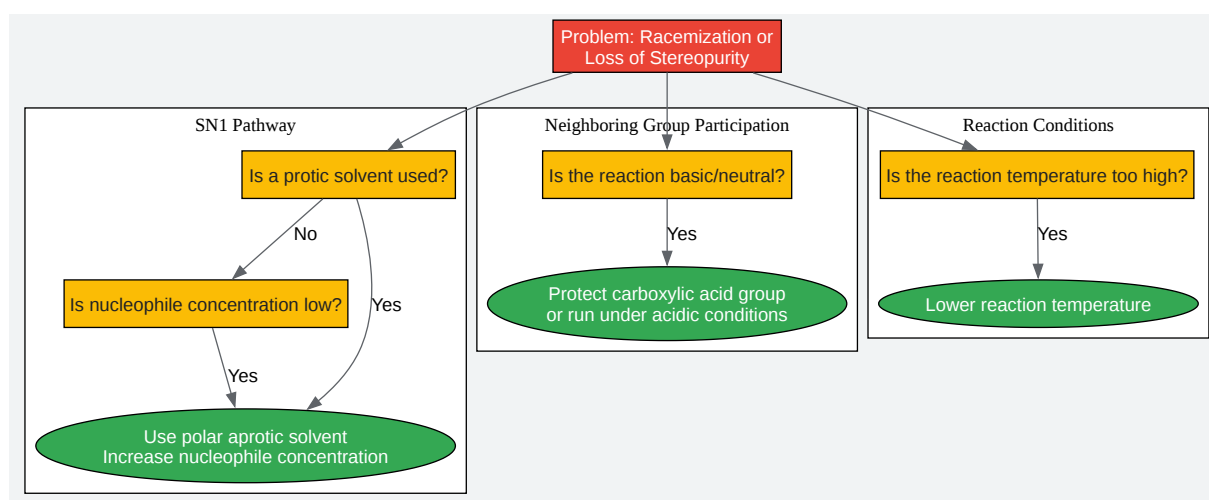 Problem: Racemization or
Loss of Stereopurity
SN1 Pathway
Is a protic solvent used?
No
Is nucleophile concentration low?
Yes
Yes
Use polar aprotic solvent
Increase nucleophile concentration
Neighboring Group Participation
Is the reaction basic/neutral?
Yes
Protect carboxylic acid group
or run under acidic conditions
Reaction Conditions
Is the reaction temperature too high?
Yes
Lower reaction temperature